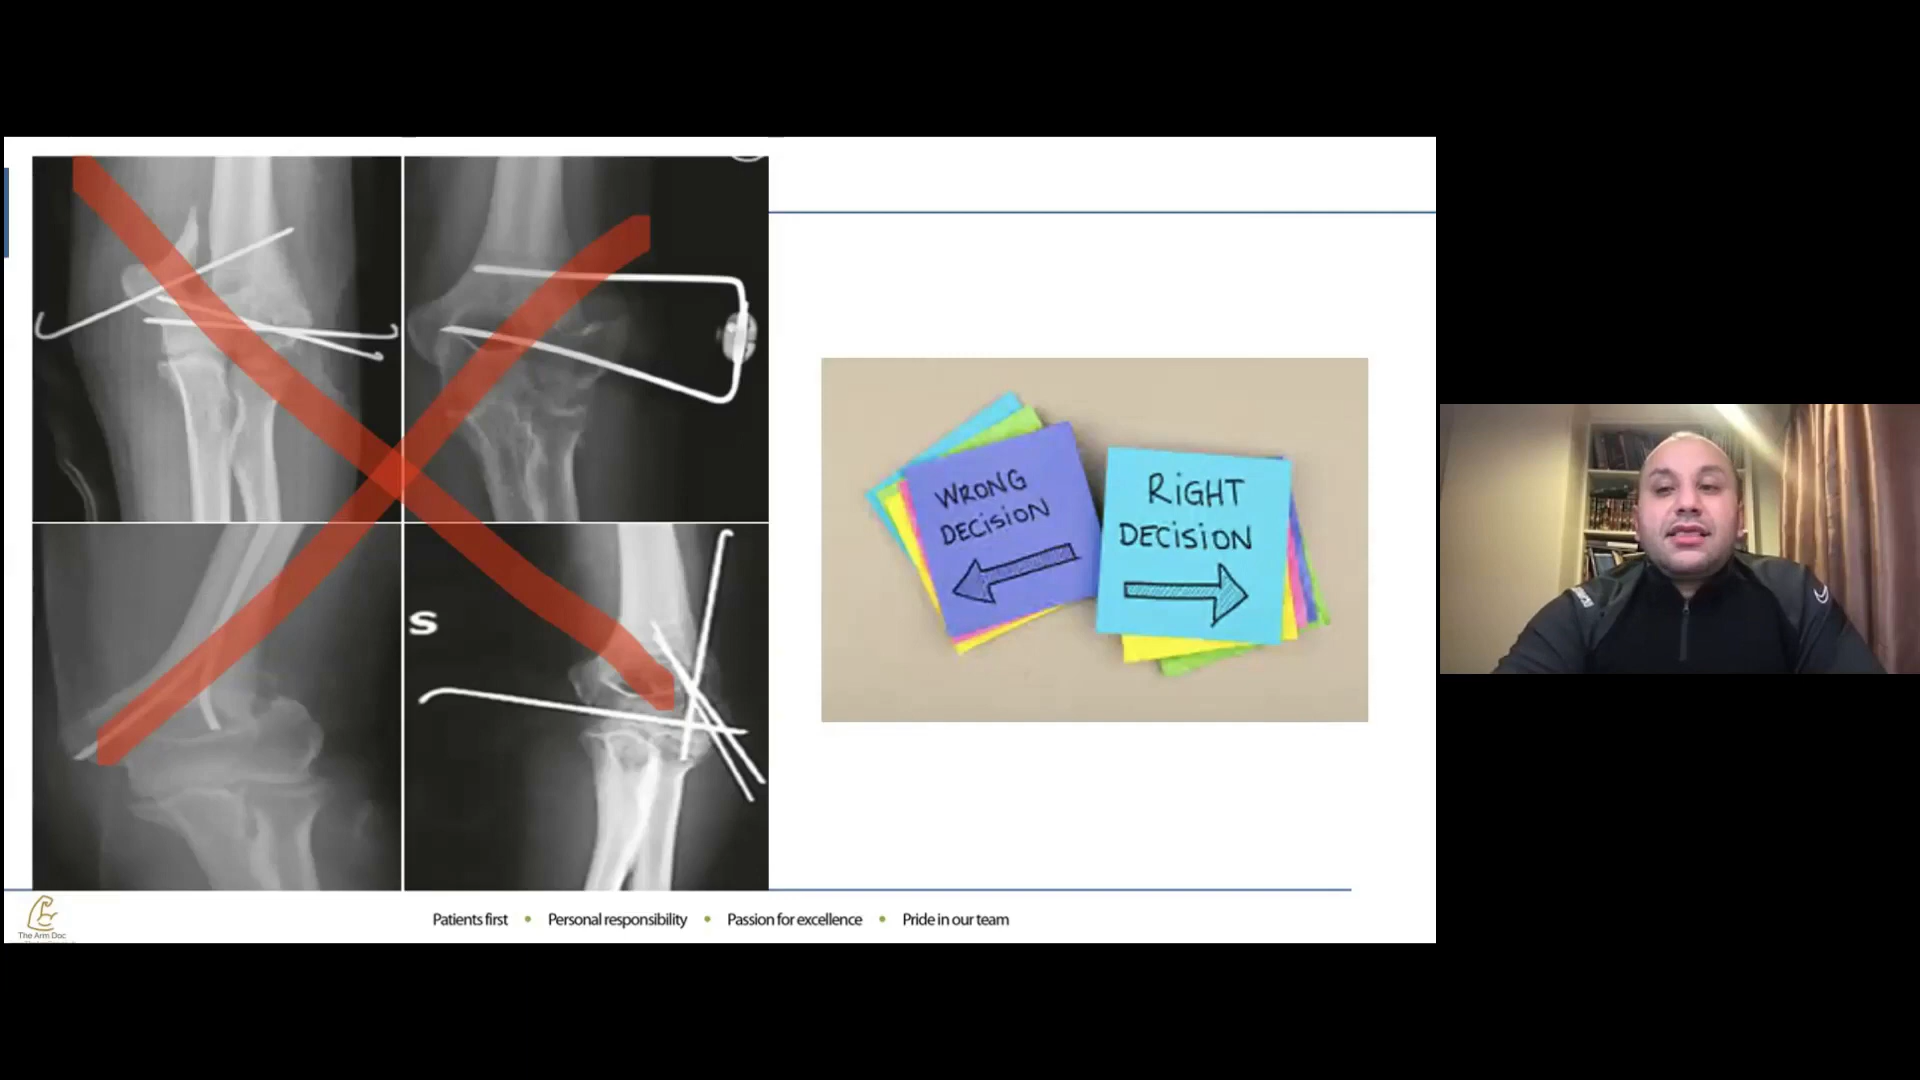 WRONG
DECISION
RIGHT
DECISION
S
The Arm Doc
Patients first • Personal responsibility • Passion for excellence • Pride in our team